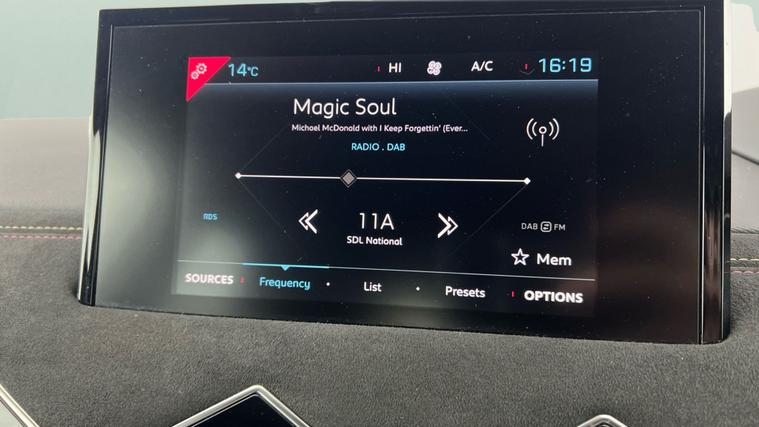 14°C HI A/C 16:19
Magic Soul
Michael McDonald with I Keep Forgettin' (Ever...
RADIO . DAB
RDS
11A
SDL National
DAB FM
Mem
SOURCES Frequency List Presets OPTIONS